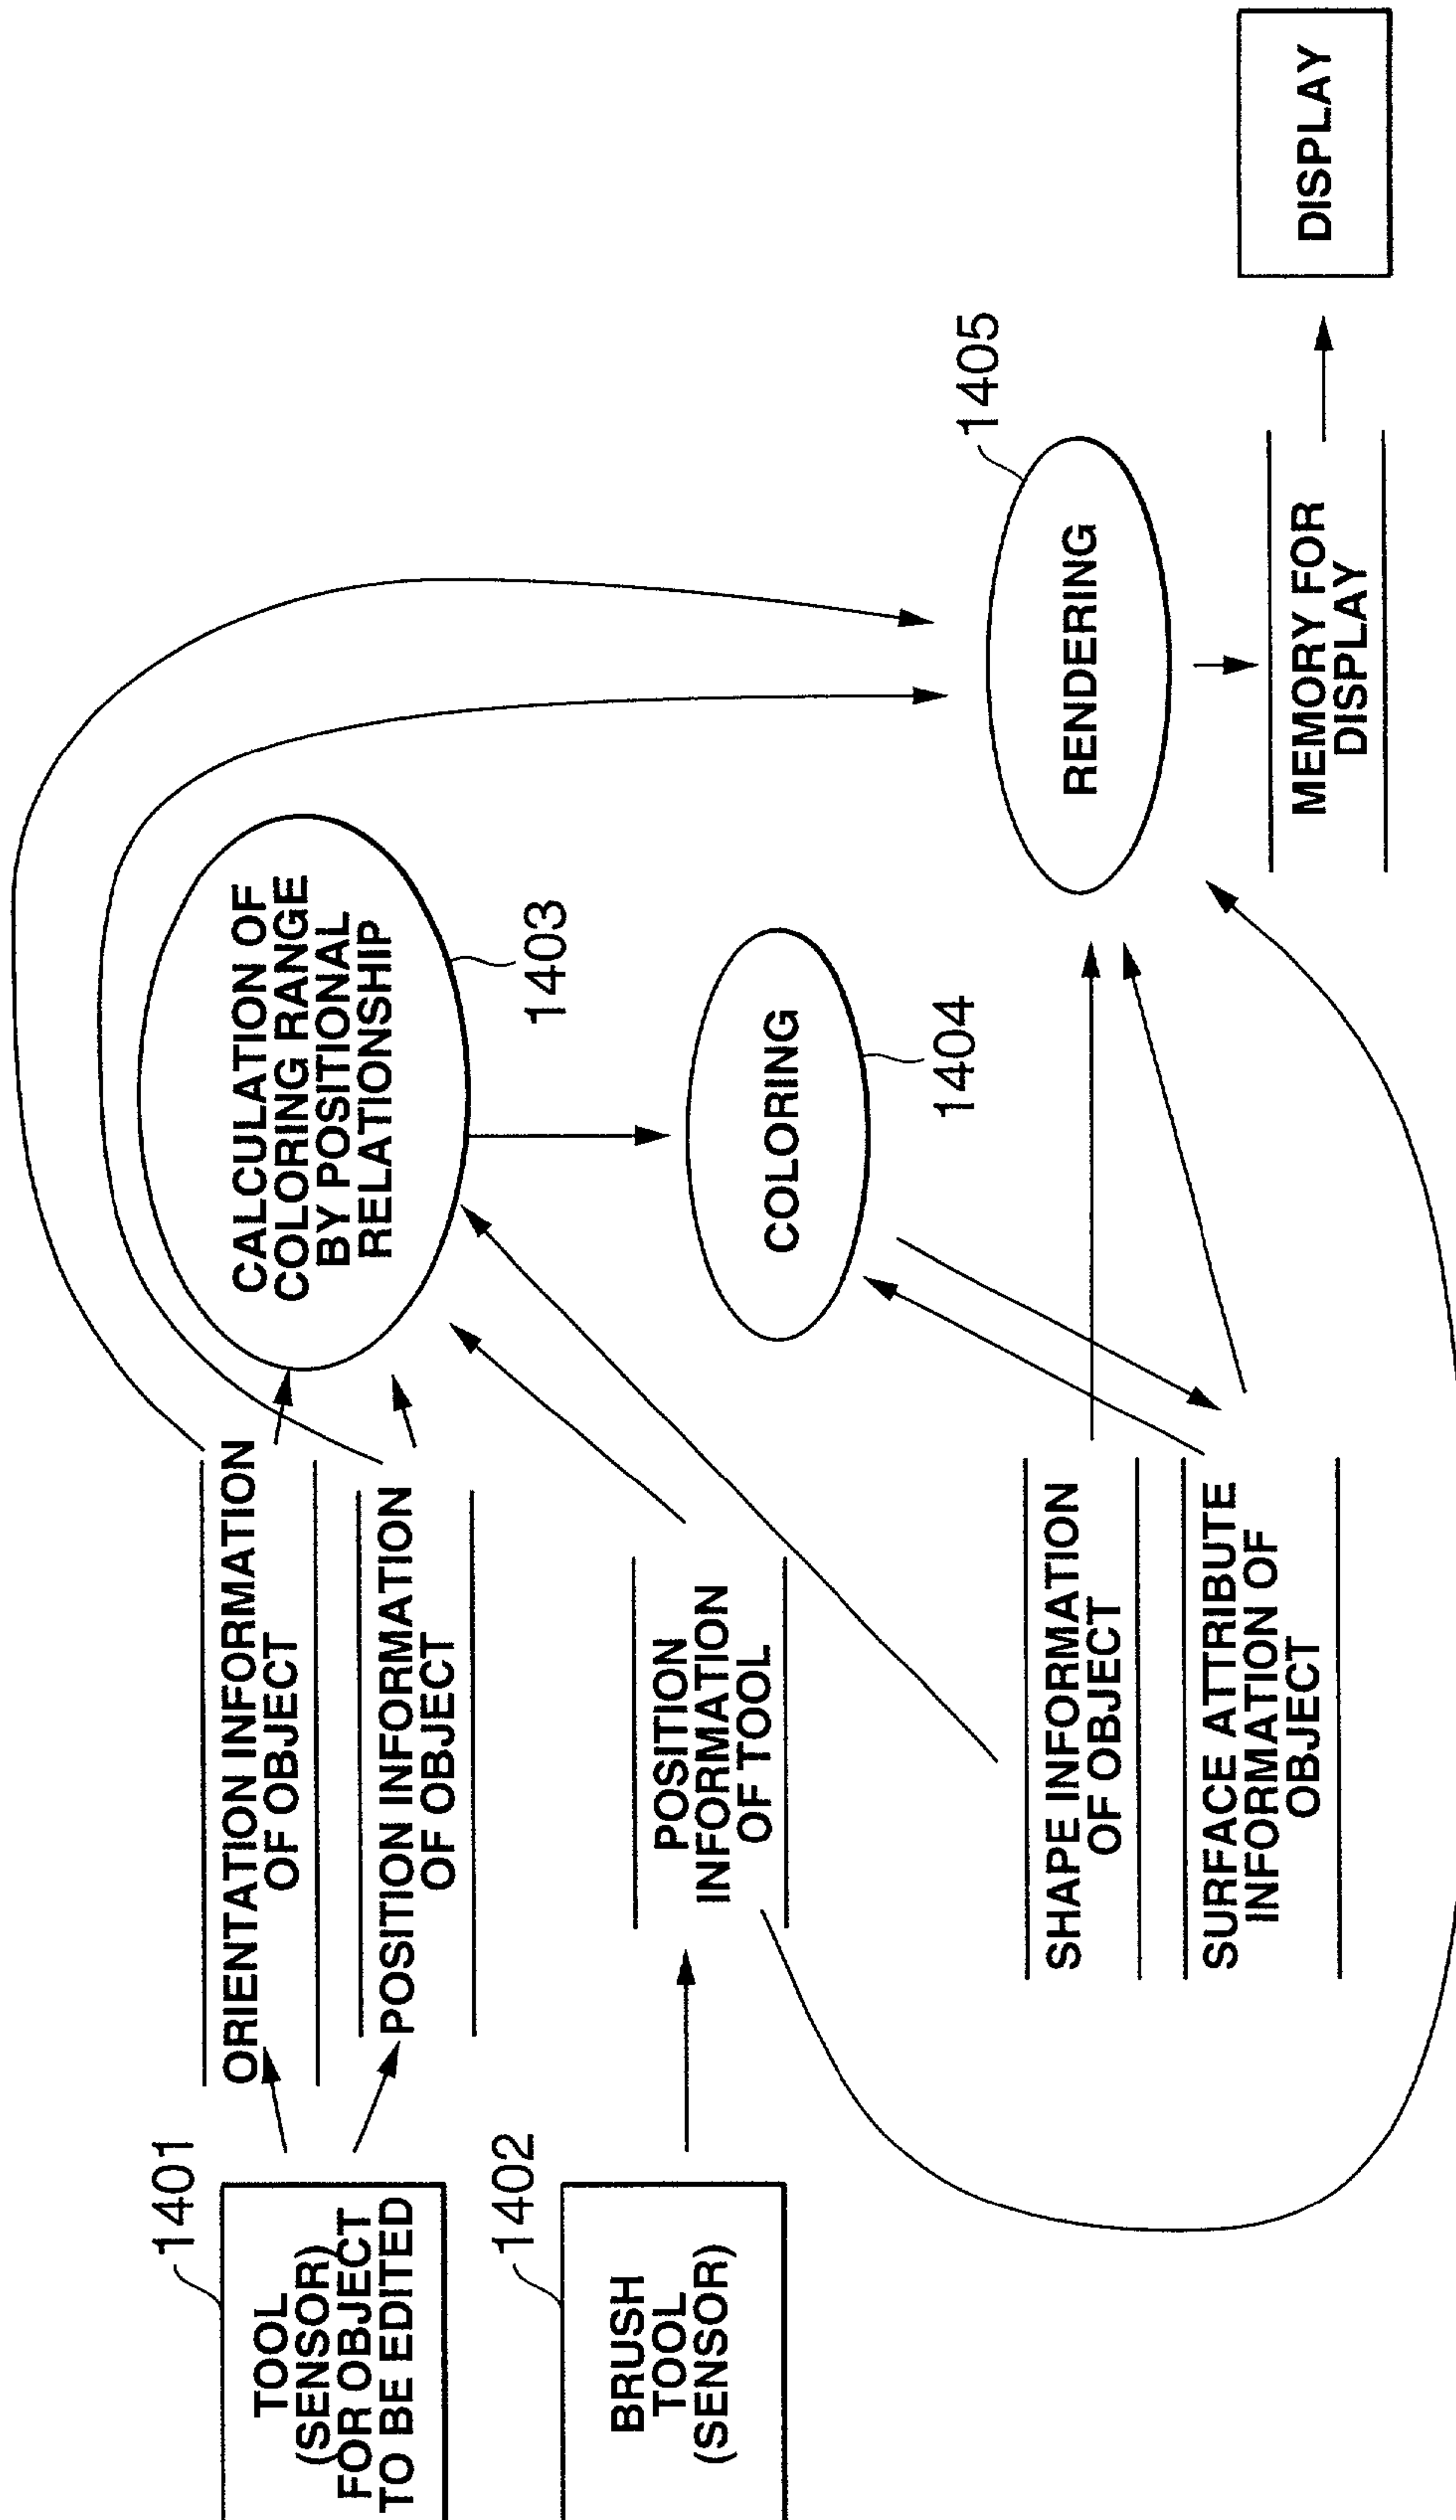 1401
TOOL
(SENSOR)
FOR OBJECT
TO BE EDITED
1402
BRUSH
TOOL
(SENSOR)
ORIENTATION INFORMATION
OF OBJECT
POSITION INFORMATION
OF OBJECT
POSITION
INFORMATION
OF TOOL
SHAPE INFORMATION
OF OBJECT
SURFACE ATTRIBUTE
INFORMATION OF
OBJECT
CALCULATION OF
COLORING RANGE
BY POSITIONAL
RELATIONSHIP
1403
COLORING
1404
1405
RENDERING
MEMORY FOR
DISPLAY
DISPLAY